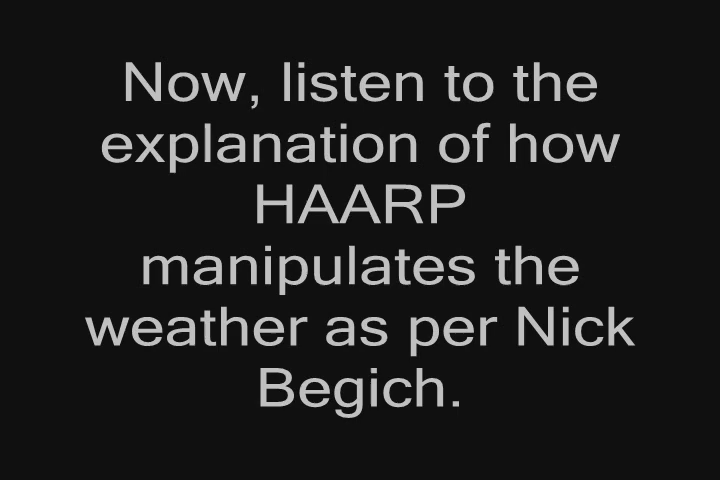 Now, listen to the
explanation of how
HAARP
manipulates the
weather as per Nick
Begich.